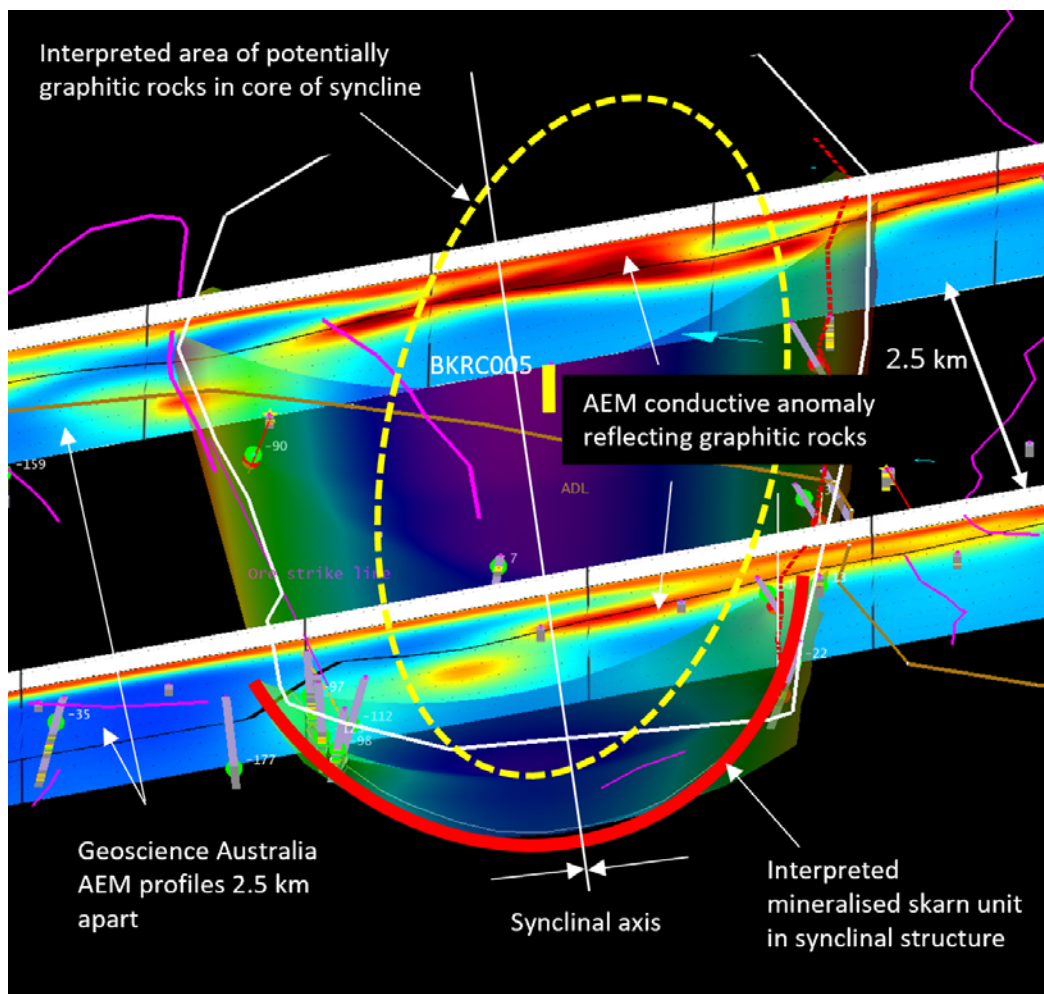 Interpreted area of potentially
graphitic rocks in core of syncline
BKRC005
2.5 km
AEM conductive anomaly
reflecting graphitic rocks
-159
-90
ADL
7
Ore strike line
13
-22
-97
-112
-98
-35
-177
Geoscience Australia
AEM profiles 2.5 km
apart
Synclinal axis
Interpreted
mineralised skarn unit
in synclinal structure